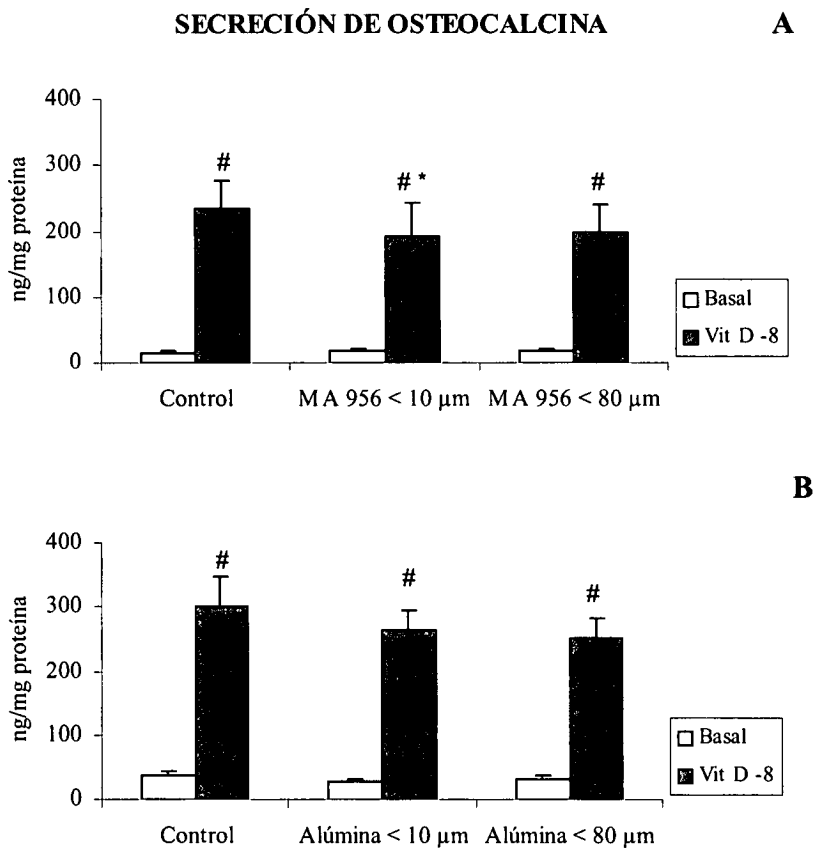 SECRECIÓN DE OSTEOCALCINA A
ng/mg proteína
400
300
200
100
0
#
# *
#
Basal
Vit D -8
Control MA 956 < 10 µm MA 956 < 80 µm
B
ng/mg proteína
400
300
200
100
0
#
#
#
Basal
Vit D -8
Control Alúmina < 10 µm Alúmina < 80 µm